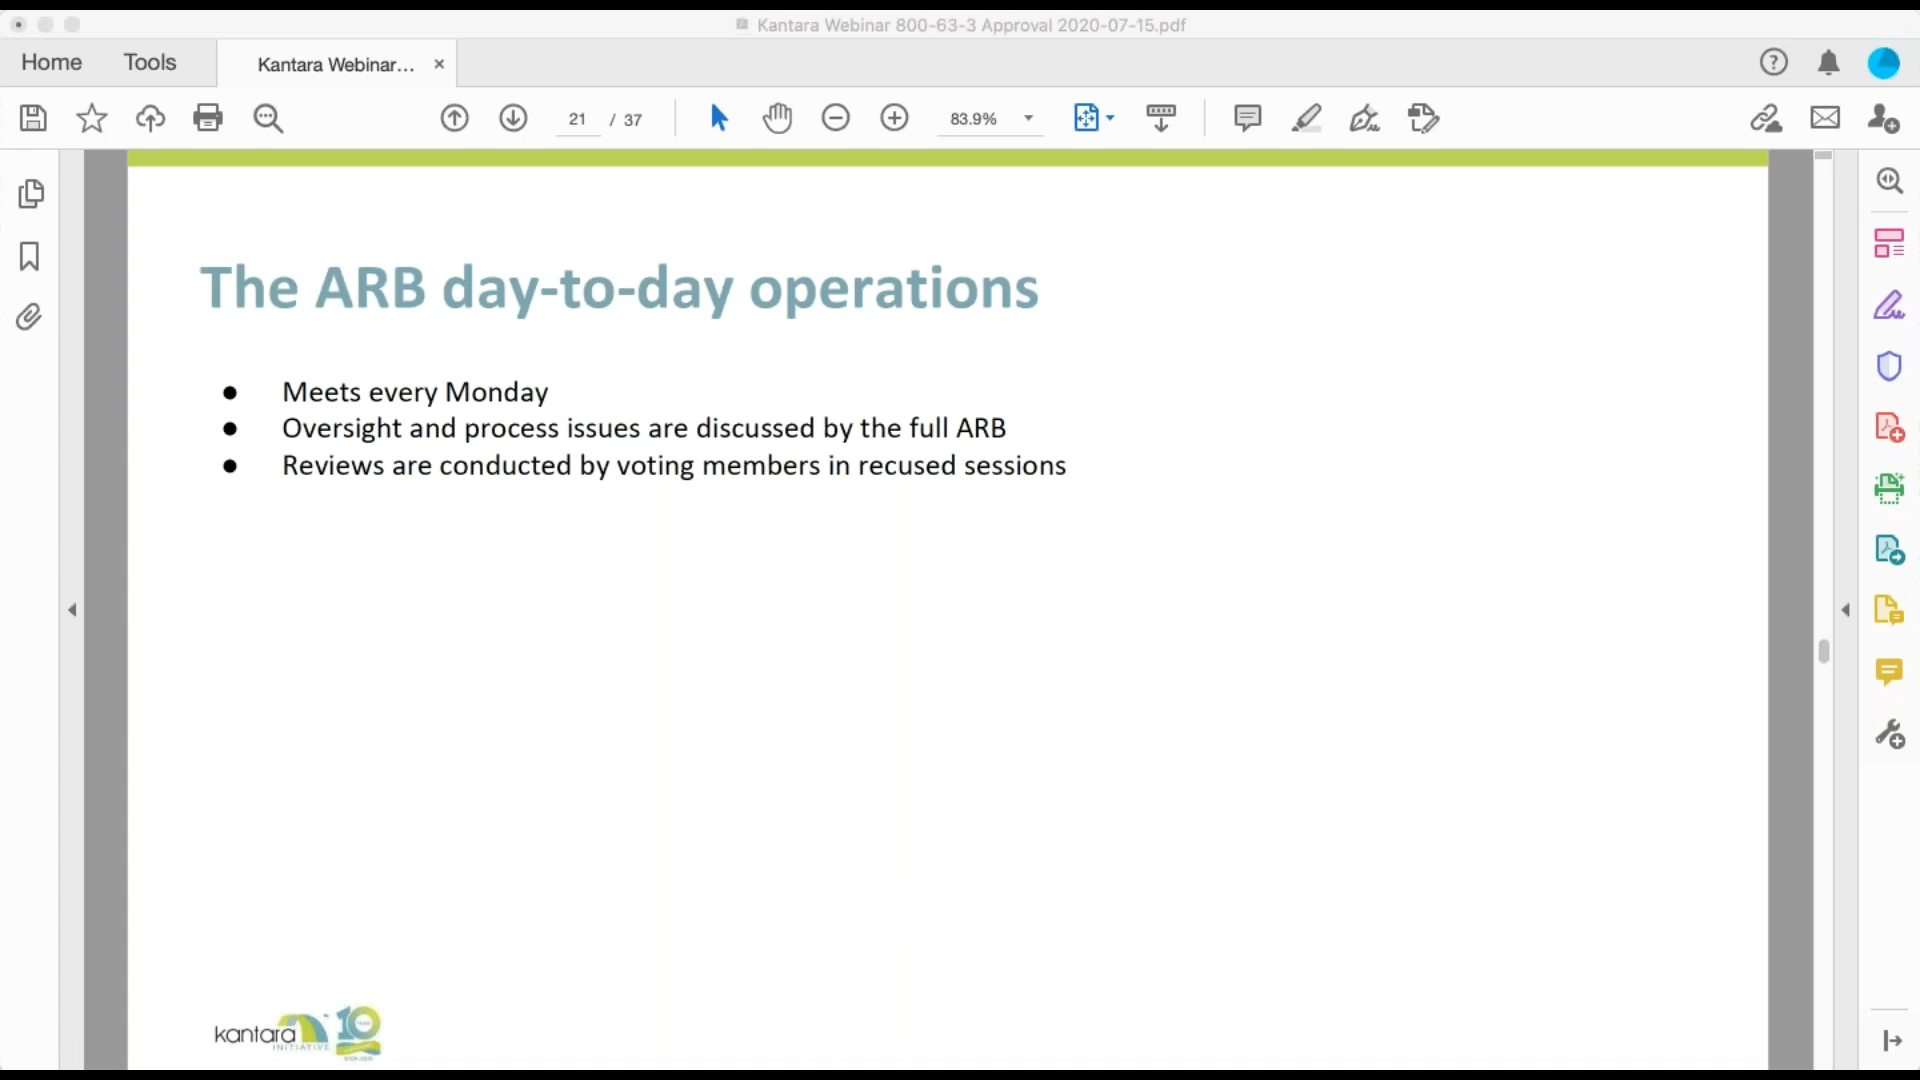 Kantara Webinar 800-63-3 Approval 2020-07-15.pdf
Home
Tools
Kantara Webinar...
21 / 37
83.9%
The ARB day-to-day operations
● Meets every Monday
● Oversight and process issues are discussed by the full ARB
● Reviews are conducted by voting members in recused sessions
kantara
INITIATIVE
10